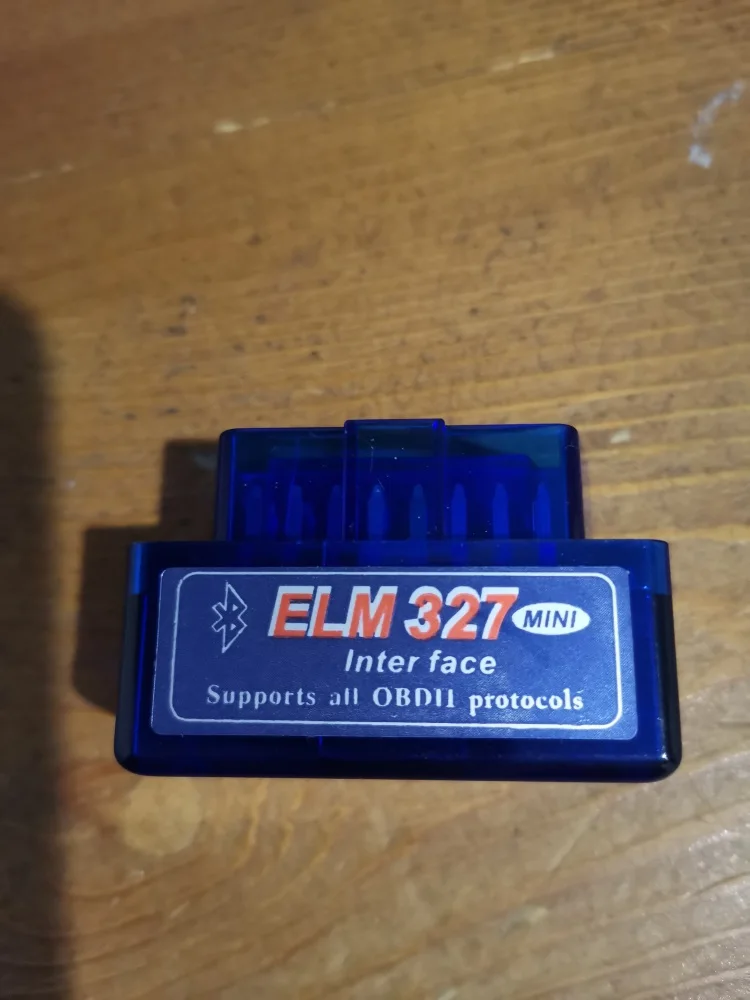 ELM 327 MINI
Inter face
Supports all OBDII protocols